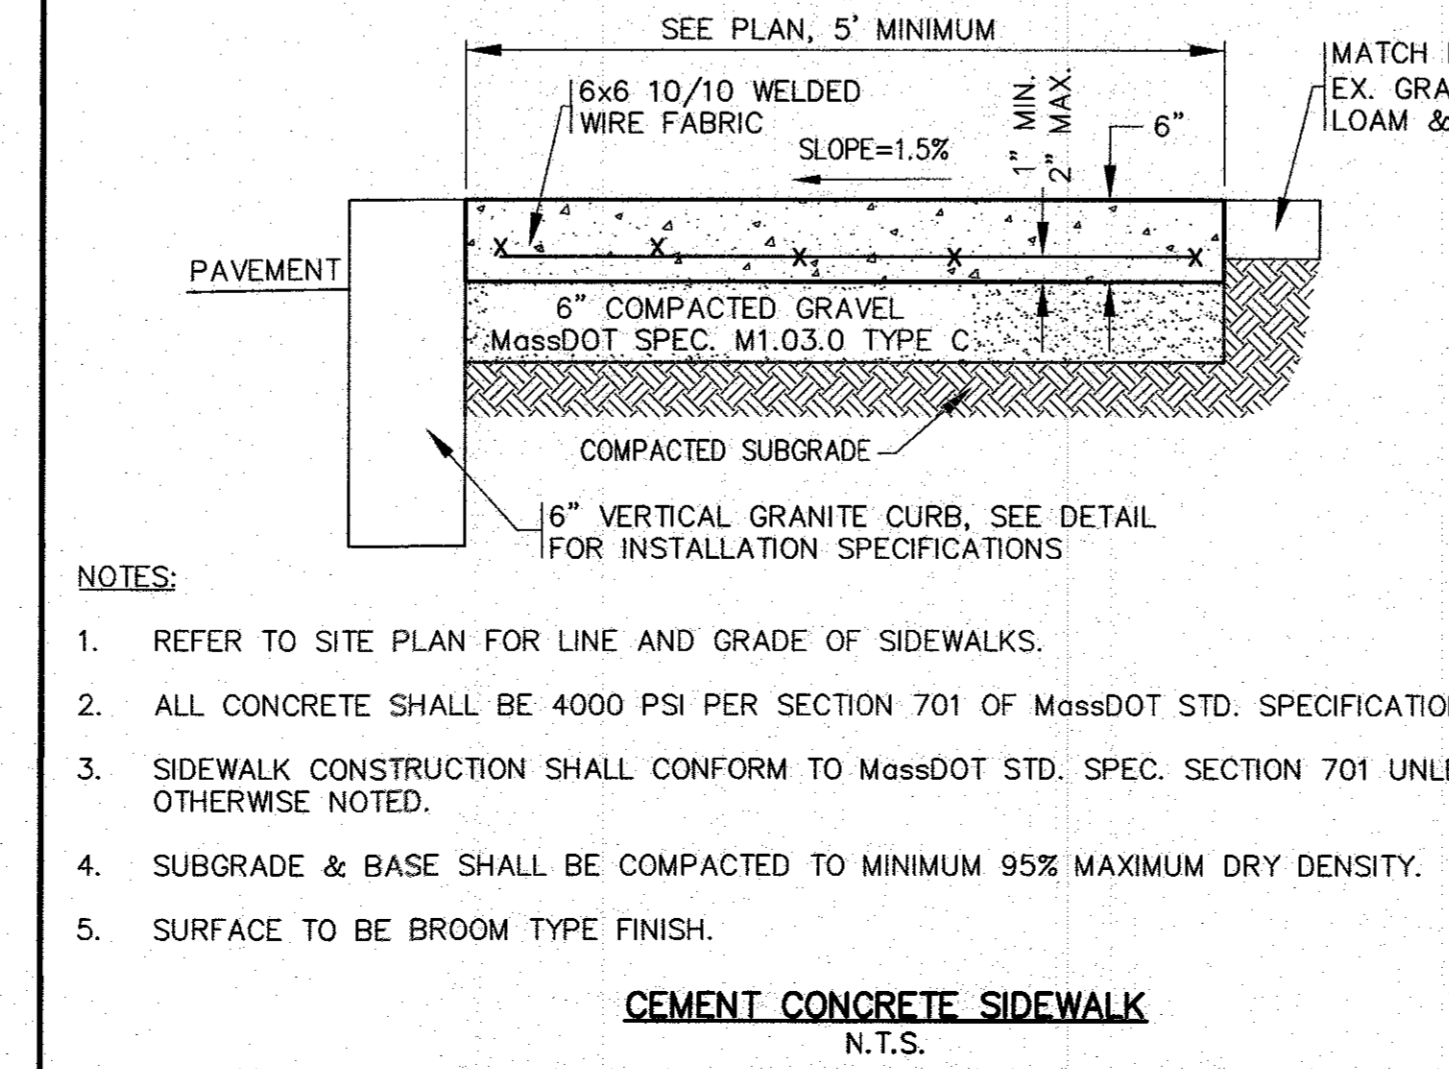 SEE PLAN, 5' MINIMUM
MATCH
EX.
LOAM &
6x6 10/10 WELDED
WIRE FABRIC
1" MIN.
2" MAX.
6"
SLOPE=1.5%
PAVEMENT
6" COMPACTED GRAVEL
MassDOT SPEC. M1.03.0 TYPE C
COMPACTED SUBGRADE
6" VERTICAL GRANITE CURB, SEE DETAIL
FOR INSTALLATION SPECIFICATIONS
NOTES:
1. REFER TO SITE PLAN FOR LINE AND GRADE OF SIDEWALKS.
2. ALL CONCRETE SHALL BE 4000 PSI PER SECTION 701 OF MassDOT STD.
3. SIDEWALK CONSTRUCTION SHALL CONFORM TO MassDOT STD. SPEC. SECTION 701
OTHERWISE NOTED.
4. SUBGRADE & BASE SHALL BE COMPACTED TO MINIMUM 95% MAXIMUM DRY DENSITY.
5. SURFACE TO BE BROOM TYPE FINISH.
CEMENT CONCRETE SIDEWALK
N.T.S.